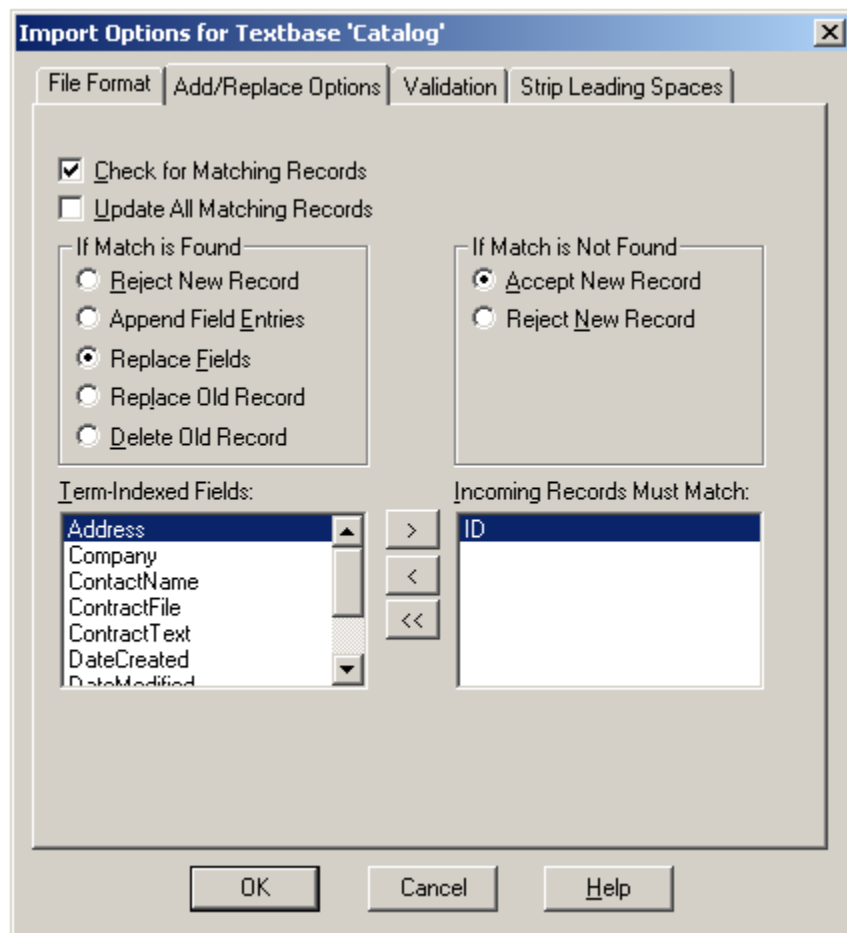 Import Options for Textbase 'Catalog'
File Format
Add/Replace Options
Validation
Strip Leading Spaces
Check for Matching Records
Update All Matching Records
If Match is Found
Reject New Record
Append Field Entries
Replace Fields
Replace Old Record
Delete Old Record
If Match is Not Found
Accept New Record
Reject New Record
Term-Indexed Fields:
Address
Company
ContactName
ContractFile
ContractText
DateCreated
DateModified
>
<
<<
Incoming Records Must Match:
ID
OK
Cancel
Help